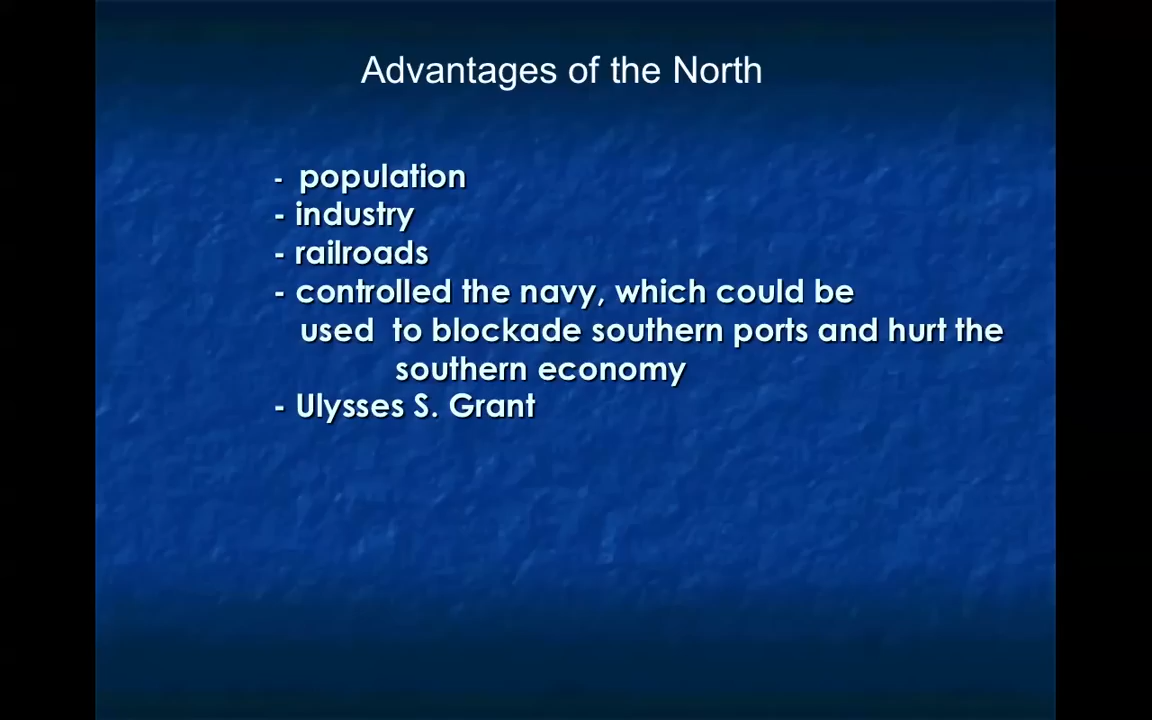 Advantages of the North
- population
- industry
- railroads
- controlled the navy, which could be
used to blockade southern ports and hurt the
southern economy
- Ulysses S. Grant